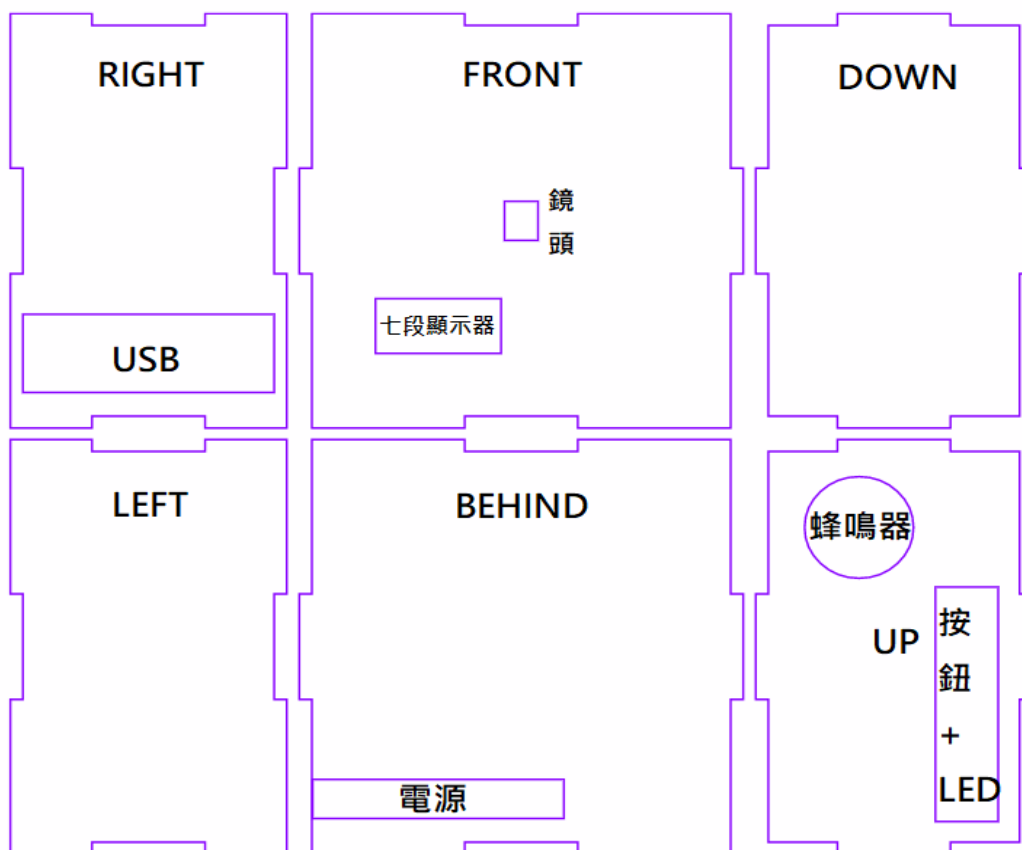 RIGHT
FRONT
DOWN
鏡
頭
七段顯示器
USB
LEFT
BEHIND
蜂鳴器
UP
按
鈕
+
LED
電源